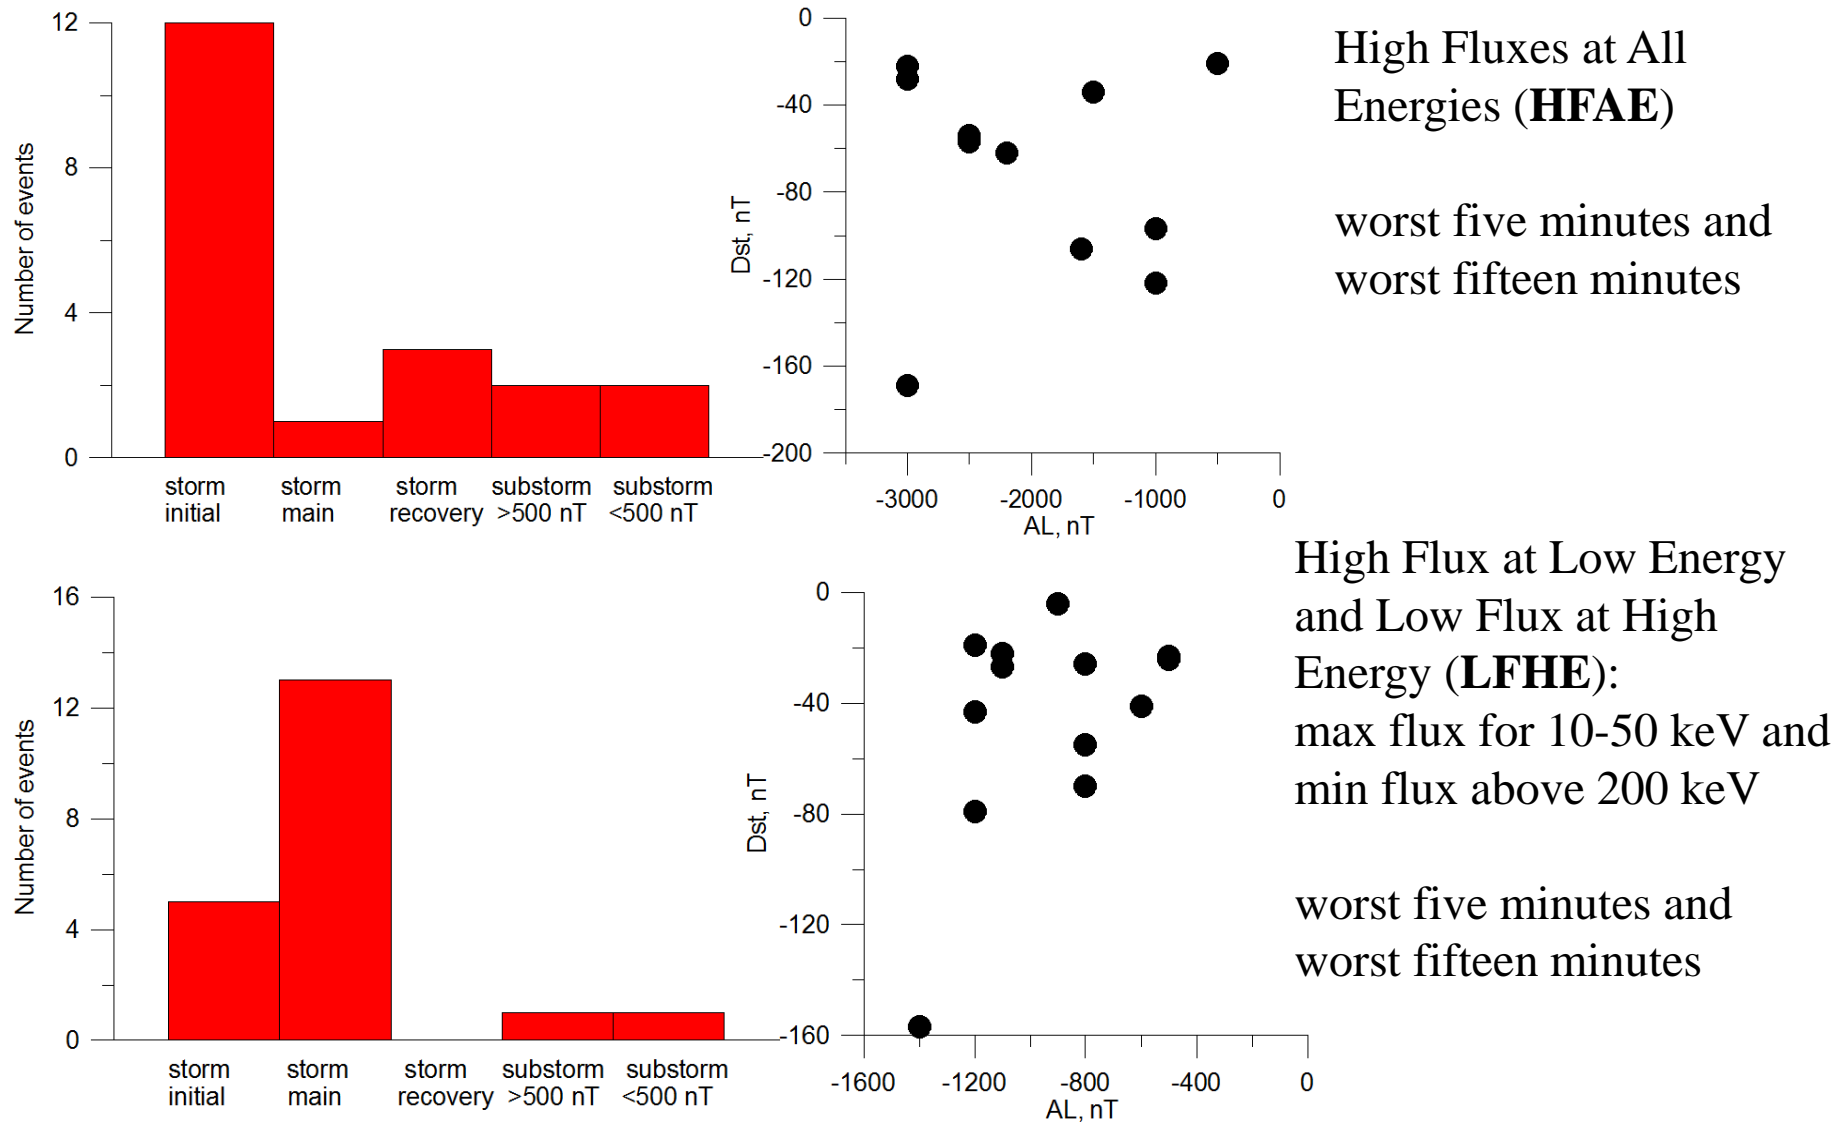 12
8
4
0
Number of events
storm initial
storm main
storm recovery
substorm >500 nT
substorm <500 nT
0
-40
-80
-120
-160
-200
Dst, nT
-3000
-2000
-1000
0
AL, nT
High Fluxes at All
Energies (HFAE)
worst five minutes and
worst fifteen minutes
16
12
8
4
0
Number of events
storm initial
storm main
storm recovery
substorm >500 nT
substorm <500 nT
0
-40
-80
-120
-160
Dst, nT
-1600
-1200
-800
-400
0
AL, nT
High Flux at Low Energy
and Low Flux at High
Energy (LFHE):
max flux for 10-50 keV and
min flux above 200 keV
worst five minutes and
worst fifteen minutes